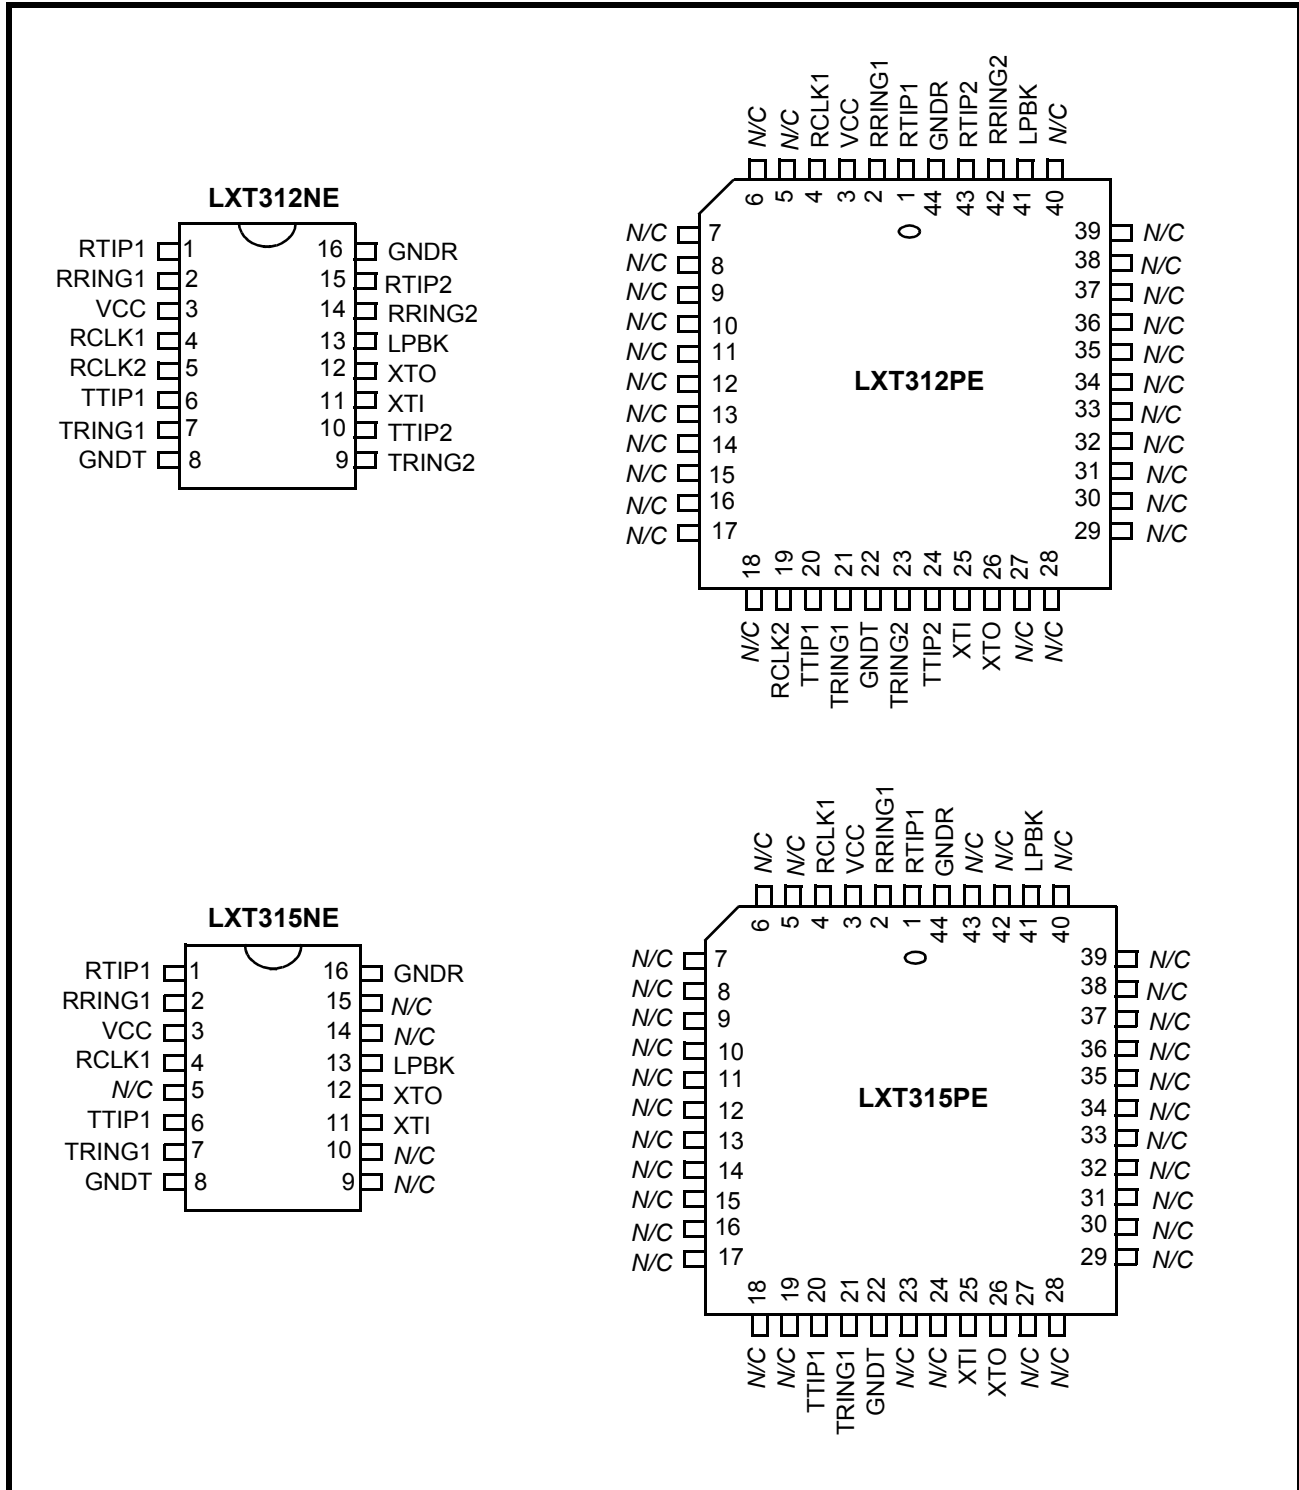 LXT312NE
RTIP1 1 16 GNDR
RRING1 2 15 RTIP2
VCC 3 14 RRING2
RCLK1 4 13 LPBK
RCLK2 5 12 XTO
TTIP1 6 11 XTI
TRING1 7 10 TTIP2
GNDT 8 9 TRING2
N/C N/C RCLK1 VCC RRING1 RTIP1 GNDR RTIP2 RRING2 LPBK N/C
6 5 4 3 2 1 44 43 42 41 40
N/C 7 39 N/C
N/C 8 38 N/C
N/C 9 37 N/C
N/C 10 36 N/C
N/C 11 35 N/C
N/C 12 LXT312PE 34 N/C
N/C 13 33 N/C
N/C 14 32 N/C
N/C 15 31 N/C
N/C 16 30 N/C
N/C 17 29 N/C
18 19 20 21 22 23 24 25 26 27 28
N/C RCLK2 TTIP1 TRING1 GNDT TRING2 TTIP2 XTI XTO N/C N/C
LXT315NE
RTIP1 1 16 GNDR
RRING1 2 15 N/C
VCC 3 14 N/C
RCLK1 4 13 LPBK
N/C 5 12 XTO
TTIP1 6 11 XTI
TRING1 7 10 N/C
GNDT 8 9 N/C
N/C N/C RCLK1 VCC RRING1 RTIP1 GNDR N/C N/C LPBK N/C
6 5 4 3 2 1 44 43 42 41 40
N/C 7 39 N/C
N/C 8 38 N/C
N/C 9 37 N/C
N/C 10 36 N/C
N/C 11 35 N/C
N/C 12 LXT315PE 34 N/C
N/C 13 33 N/C
N/C 14 32 N/C
N/C 15 31 N/C
N/C 16 30 N/C
N/C 17 29 N/C
18 19 20 21 22 23 24 25 26 27 28
N/C N/C TTIP1 TRING1 GNDT N/C N/C XTI XTO N/C N/C